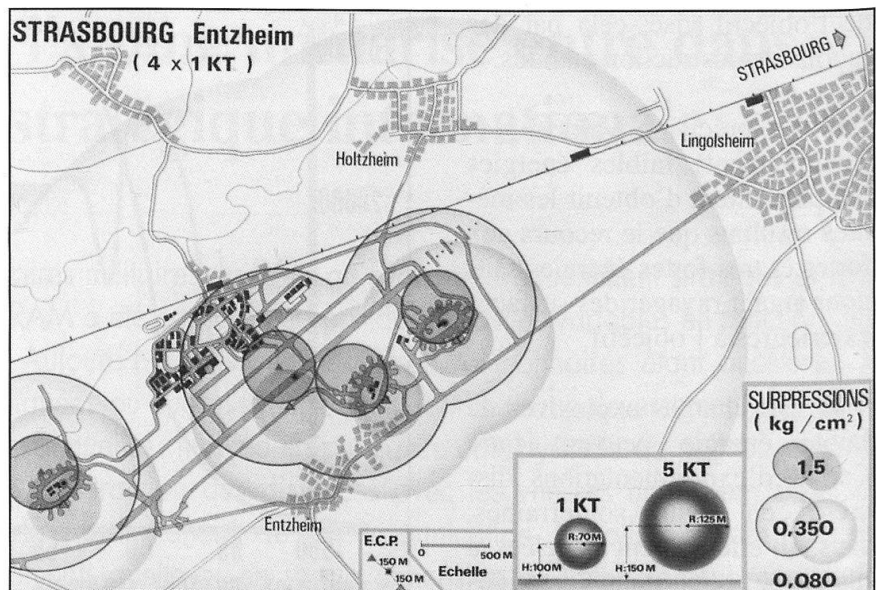 STRASBOURG Entzheim
( 4 x 1 KT )
STRASBOURG
Lingolsheim
Holtzheim
Entzheim
E.C.P.
150 M
150 M
0 500 M
Echelle
1 KT
R:70M
H:100M
5 KT
R:125M
H:150M
SURPRESSIONS
( kg /cm²)
1,5
0,350
0,080